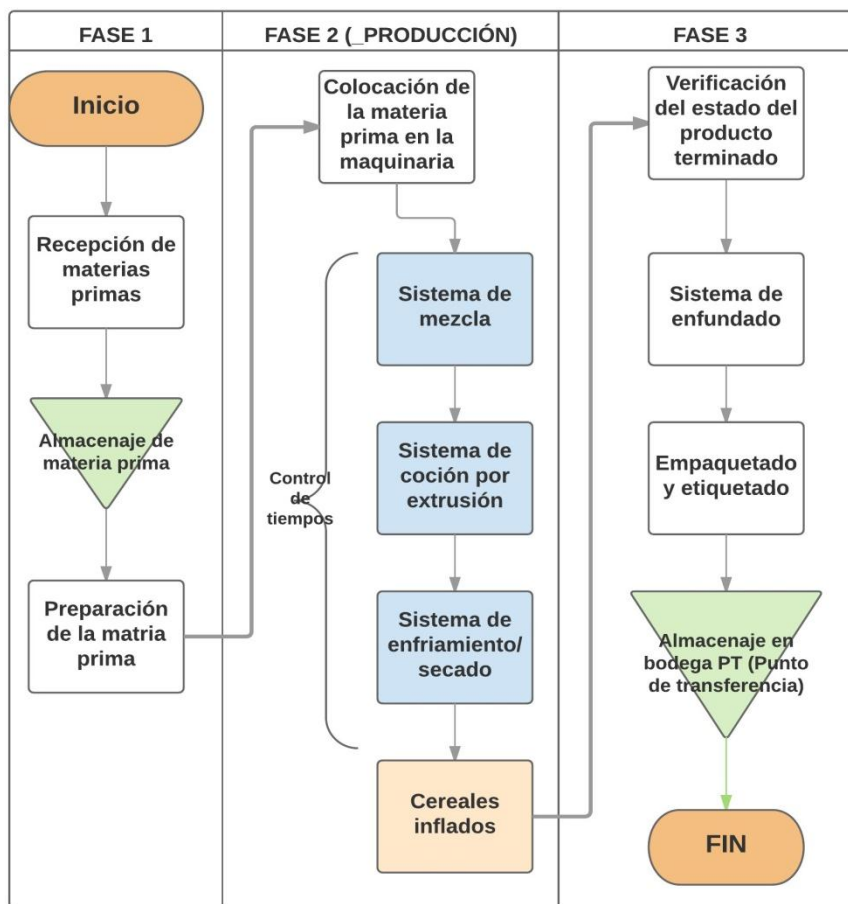 FASE 1
Inicio
Recepción de
materias
primas
Almacenaje de
materia prima
Preparación
de la matria
prima
FASE 2 (_PRODUCCIÓN)
Colocación de
la materia
prima en la
maquinaria
Control
de
tiempos
Sistema de
mezcla
Sistema de
coción por
extrusión
Sistema de
enfriamiento/
secado
Cereales
inflados
FASE 3
Verificación
del estado del
producto
terminado
Sistema de
enfundado
Empaquetado
y etiquetado
Almacenaje en
bodega PT (Punto
de transferencia)
FIN